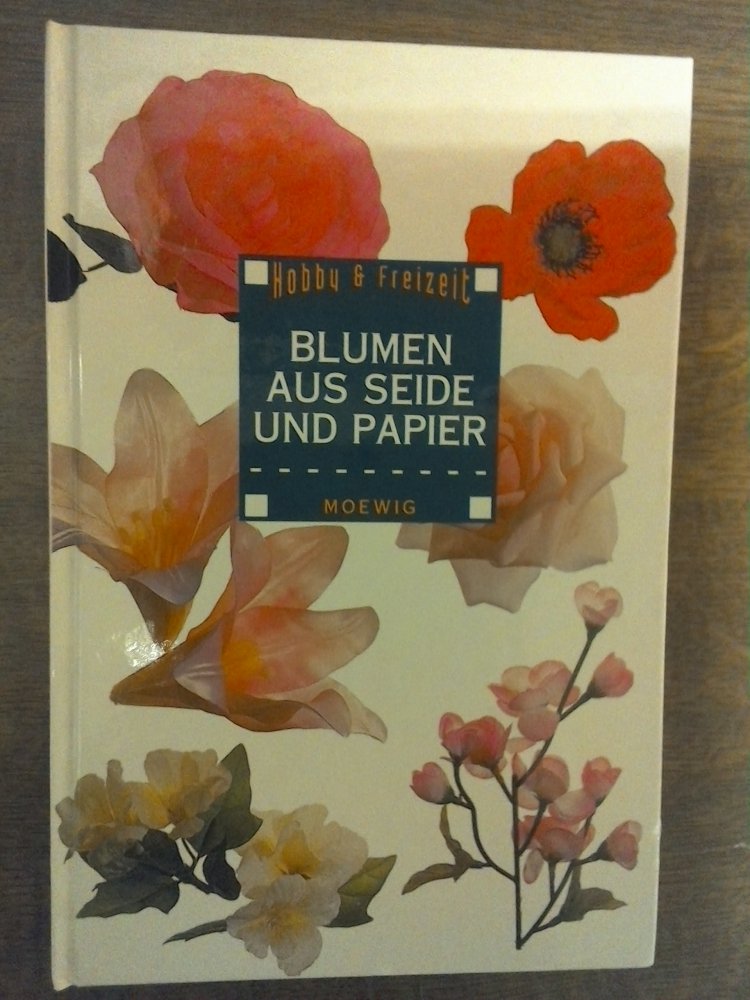 Hobby & Freizeit
BLUMEN
AUS SEIDE
UND PAPIER
MOEWIG